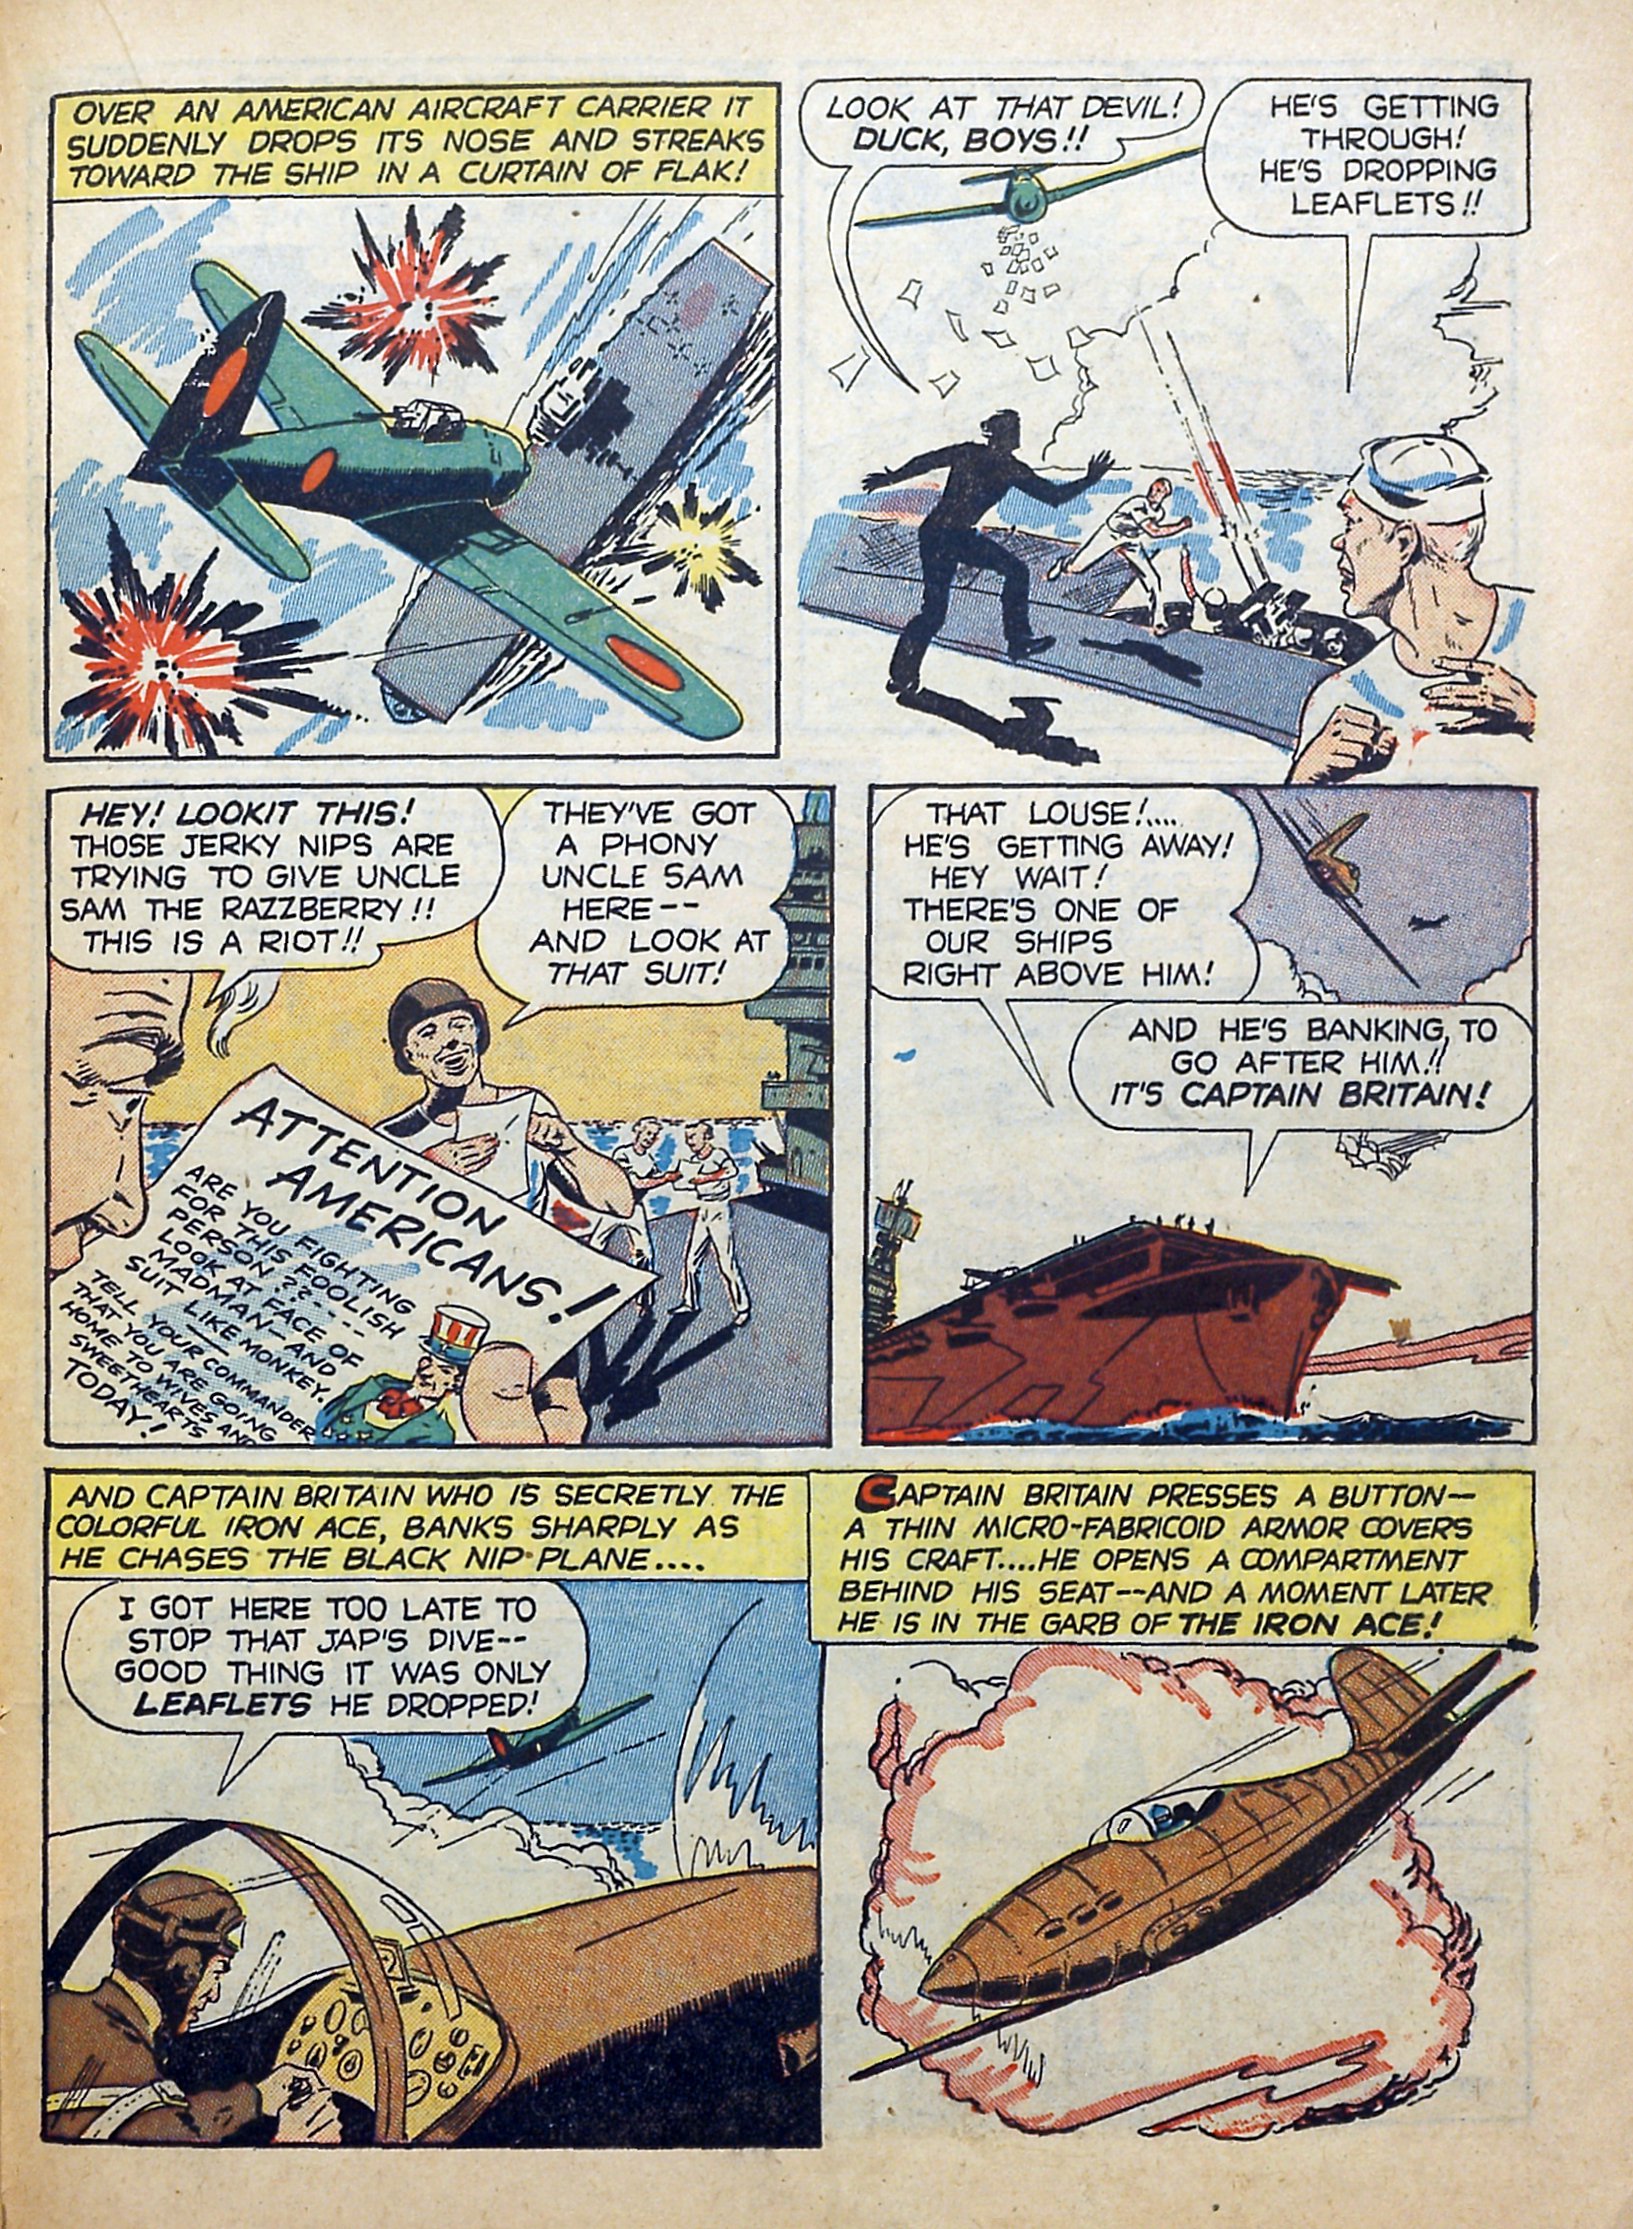 OVER AN AMERICAN AIRCRAFT CARRIER IT
SUDDENLY DROPS ITS NOSE AND STREAKS
TOWARD THE SHIP IN A CURTAIN OF FLAK!
LOOK AT THAT DEVIL!
DUCK, BOYS!!
HE'S GETTING
THROUGH!
HE'S DROPPING
LEAFLETS!!
HEY! LOOKIT THIS!
THOSE JERKY NIPS ARE
TRYING TO GIVE UNCLE
SAM THE RAZZBERRY!!
THIS IS A RIOT!!
THEY'VE GOT
A PHONY
UNCLE SAM
HERE--
AND LOOK AT
THAT SUIT!
ATTENTION
AMERICANS!
ARE YOU FIGHTING
FOR THIS FOOLISH
PERSON??----
LOOK AT FACE OF
MADMAN-AND
SUIT LIKE MONKEY.
TELL YOUR COMMANDER
THAT YOU ARE GOING
HOME TO WIVES AND
SWEETHEARTS
TODAY!
THAT LOUSE!....
HE'S GETTING AWAY!
HEY WAIT!
THERE'S ONE OF
OUR SHIPS
RIGHT ABOVE HIM!
AND HE'S BANKING, TO
GO AFTER HIM!!
IT'S CAPTAIN BRITAIN!
AND CAPTAIN BRITAIN WHO IS SECRETLY THE
COLORFUL IRON ACE, BANKS SHARPLY AS
HE CHASES THE BLACK NIP PLANE....
I GOT HERE TOO LATE TO
STOP THAT JAP'S DIVE--
GOOD THING IT WAS ONLY
LEAFLETS HE DROPPED!
CAPTAIN BRITAIN PRESSES A BUTTON-
A THIN MICRO-FABRICOID ARMOR COVERS
HIS CRAFT....HE OPENS A COMPARTMENT
BEHIND HIS SEAT--AND A MOMENT LATER
HE IS IN THE GARB OF THE IRON ACE!